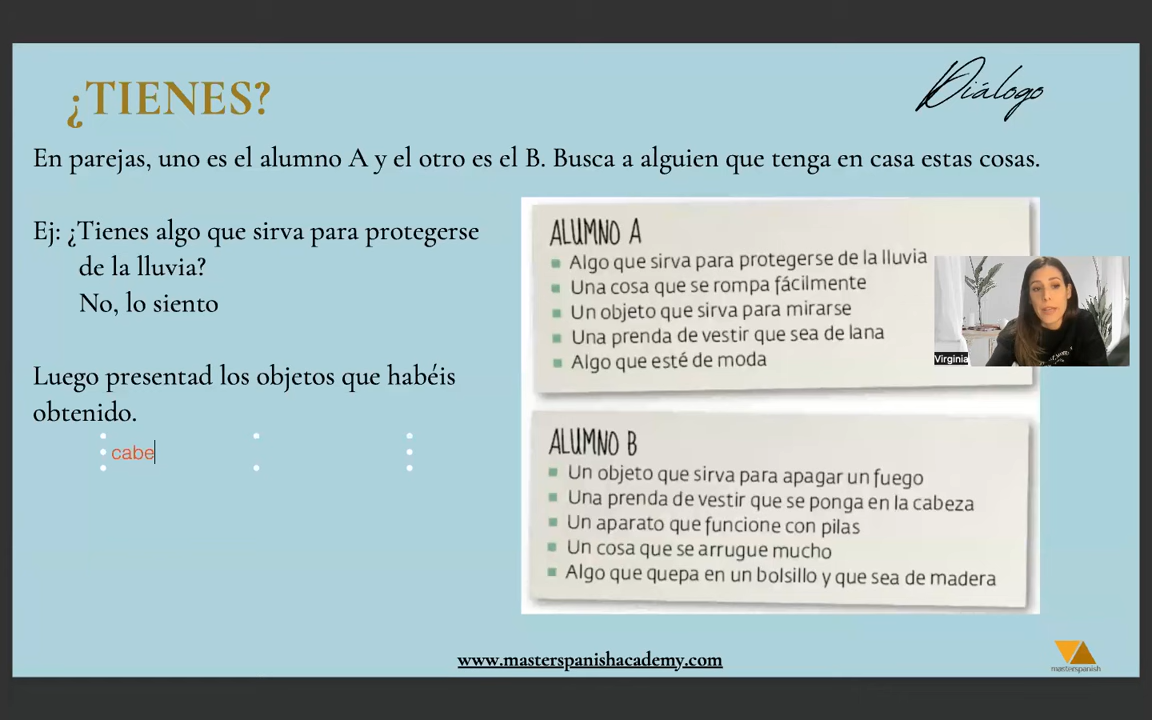 ¿TIENES?
Diálogo
En parejas, uno es el alumno A y el otro es el B. Busca a alguien que tenga en casa estas cosas.
Ej: ¿Tienes algo que sirva para protegerse
de la lluvia?
No, lo siento
Luego presentad los objetos que habéis
obtenido.
cabe
ALUMNO A
Algo que sirva para protegerse de la lluvia
Una cosa que se rompa fácilmente
Un objeto que sirva para mirarse
Una prenda de vestir que sea de lana
Algo que esté de moda
Virginia
ALUMNO B
Un objeto que sirva para apagar un fuego
Una prenda de vestir que se ponga en la cabeza
Un aparato que funcione con pilas
Un cosa que se arrugue mucho
Algo que quepa en un bolsillo y que sea de madera
www.masterspanishacademy.com
masterspanish